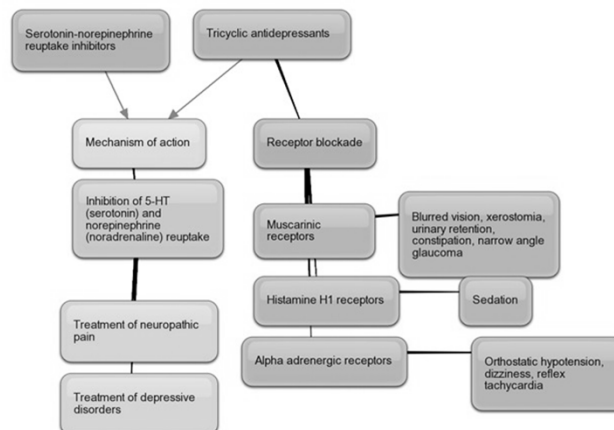 Serotonin-norepinephrine
reuptake inhibitors
Tricyclic antidepressants
Mechanism of action
Receptor blockade
Inhibition of 5-HT
(serotonin) and
norepinephrine
(noradrenaline) reuptake
Muscarinic
receptors
Blurred vision, xerostomia,
urinary retention,
constipation, narrow angle
glaucoma
Histamine H1 receptors
Sedation
Treatment of neuropathic
pain
Alpha adrenergic receptors
Orthostatic hypotension,
dizziness, reflex
tachycardia
Treatment of depressive
disorders